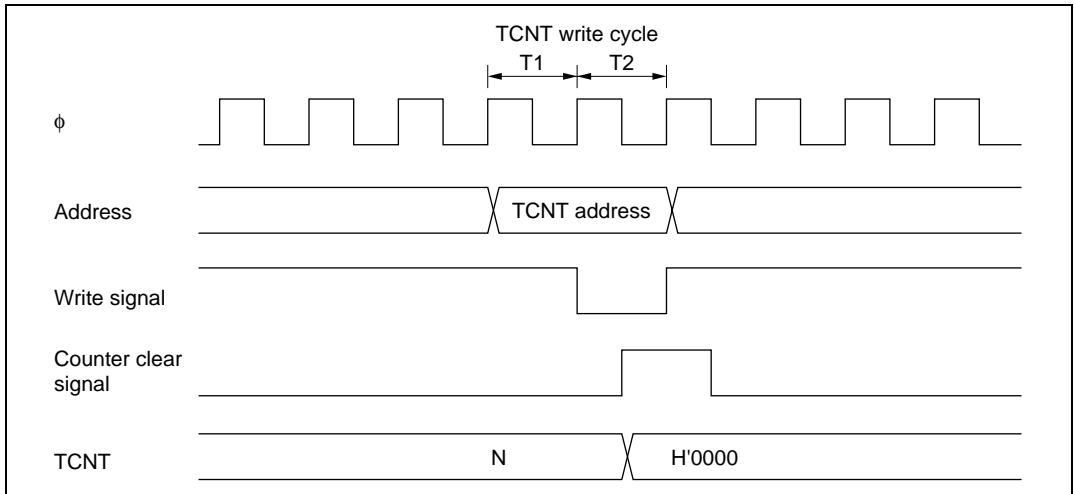 TCNT write cycle
T1 T2
ϕ
Address
TCNT address
Write signal
Counter clear
signal
TCNT
N
H'0000